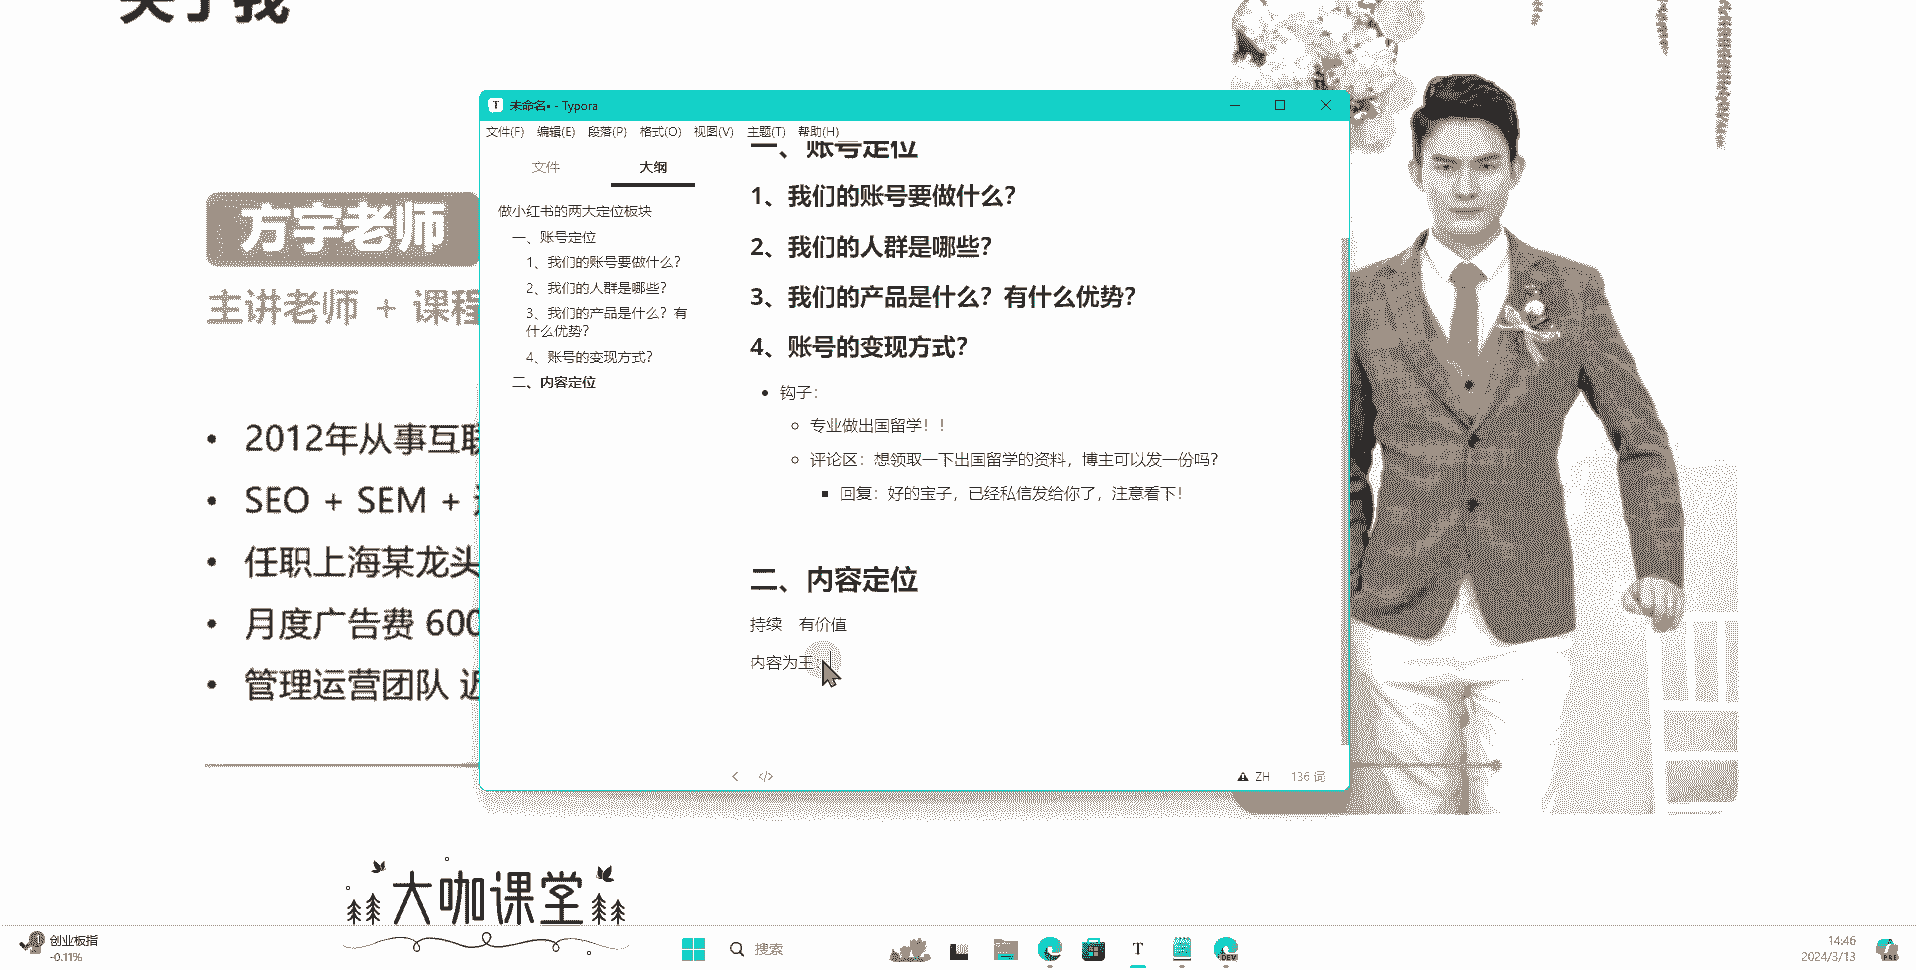 关于我
方宇老师
主讲老师 + 课程
• 2012年从事互联
• SEO + SEM +
• 任职上海某龙头
• 月度广告费 600
• 管理运营团队 近
未命名• - Typora
文件(F) 编辑(E) 段落(P) 格式(O) 视图(V) 主题(T) 帮助(H)
文件 大纲
做小红书的两大定位板块
一、账号定位
1、我们的账号要做什么？
2、我们的人群是哪些？
3、我们的产品是什么？有
什么优势？
4、账号的变现方式？
二、内容定位
一、账号定位
1、我们的账号要做什么？
2、我们的人群是哪些？
3、我们的产品是什么？有什么优势？
4、账号的变现方式？
钩子：
专业做出国留学！！
评论区：想领取一下出国留学的资料，博主可以发一份吗？
回复：好的宝子，已经私信发给你了，注意看下！
二、内容定位
持续 有价值
内容为王
ZH 136 词
大咖课堂
创业板指
-0.11%
搜索
T
DEV
14:46
2024/3/13
PRE